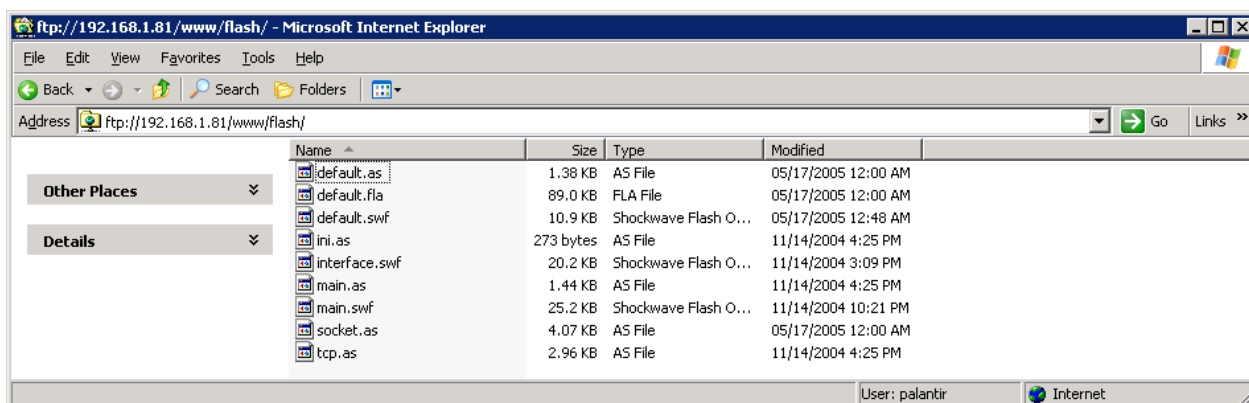 ftp://192.168.1.81/www/flash/ - Microsoft Internet Explorer
File Edit View Favorites Tools Help
Back Search Folders
Address ftp://192.168.1.81/www/flash/ Go Links »
Name Size Type Modified
Other Places
Details
default.as 1.38 KB AS File 05/17/2005 12:00 AM
default.fla 89.0 KB FLA File 05/17/2005 12:00 AM
default.swf 10.9 KB Shockwave Flash O... 05/17/2005 12:48 AM
ini.as 273 bytes AS File 11/14/2004 4:25 PM
interface.swf 20.2 KB Shockwave Flash O... 11/14/2004 3:09 PM
main.as 1.44 KB AS File 11/14/2004 4:25 PM
main.swf 25.2 KB Shockwave Flash O... 11/14/2004 10:21 PM
socket.as 4.07 KB AS File 05/17/2005 12:00 AM
tcp.as 2.96 KB AS File 11/14/2004 4:25 PM
User: palantir Internet